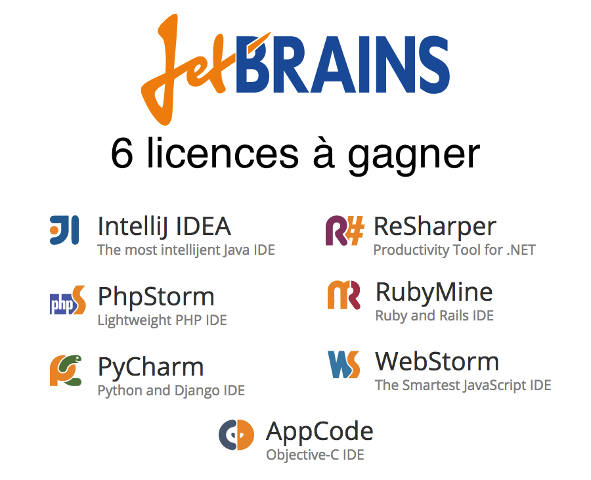 JetBRAINS
6 licences à gagner
IntelliJ IDEA
The most intellijent Java IDE
ReSharper
Productivity Tool for .NET
PhpStorm
Lightweight PHP IDE
RubyMine
Ruby and Rails IDE
PyCharm
Python and Django IDE
WebStorm
The Smartest JavaScript IDE
AppCode
Objective-C IDE